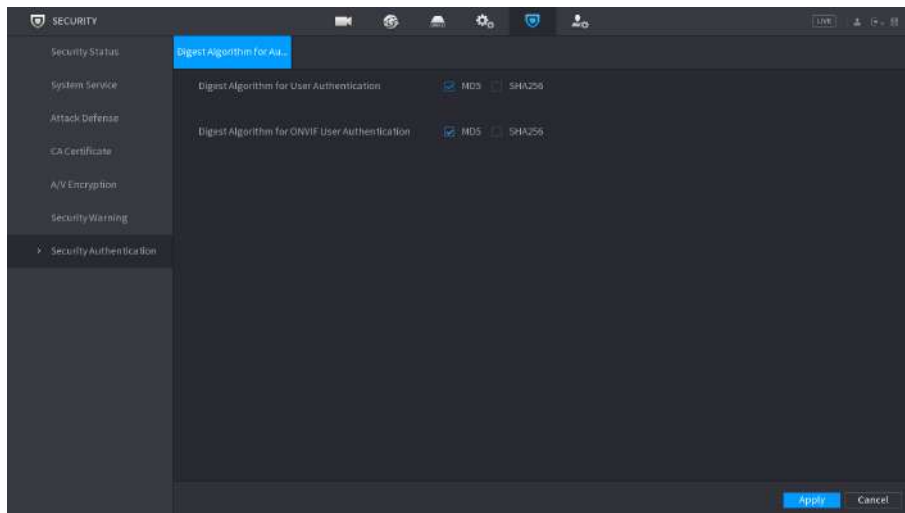 SECURITY
LIVE
Security Status
Digest Algorithm for Au...
System Service
Digest Algorithm for User Authentication MD5 SHA256
Attack Defense
Digest Algorithm for ONVIF User Authentication MD5 SHA256
CA Certificate
A/V Encryption
Security Warning
Security Authentication
Apply Cancel